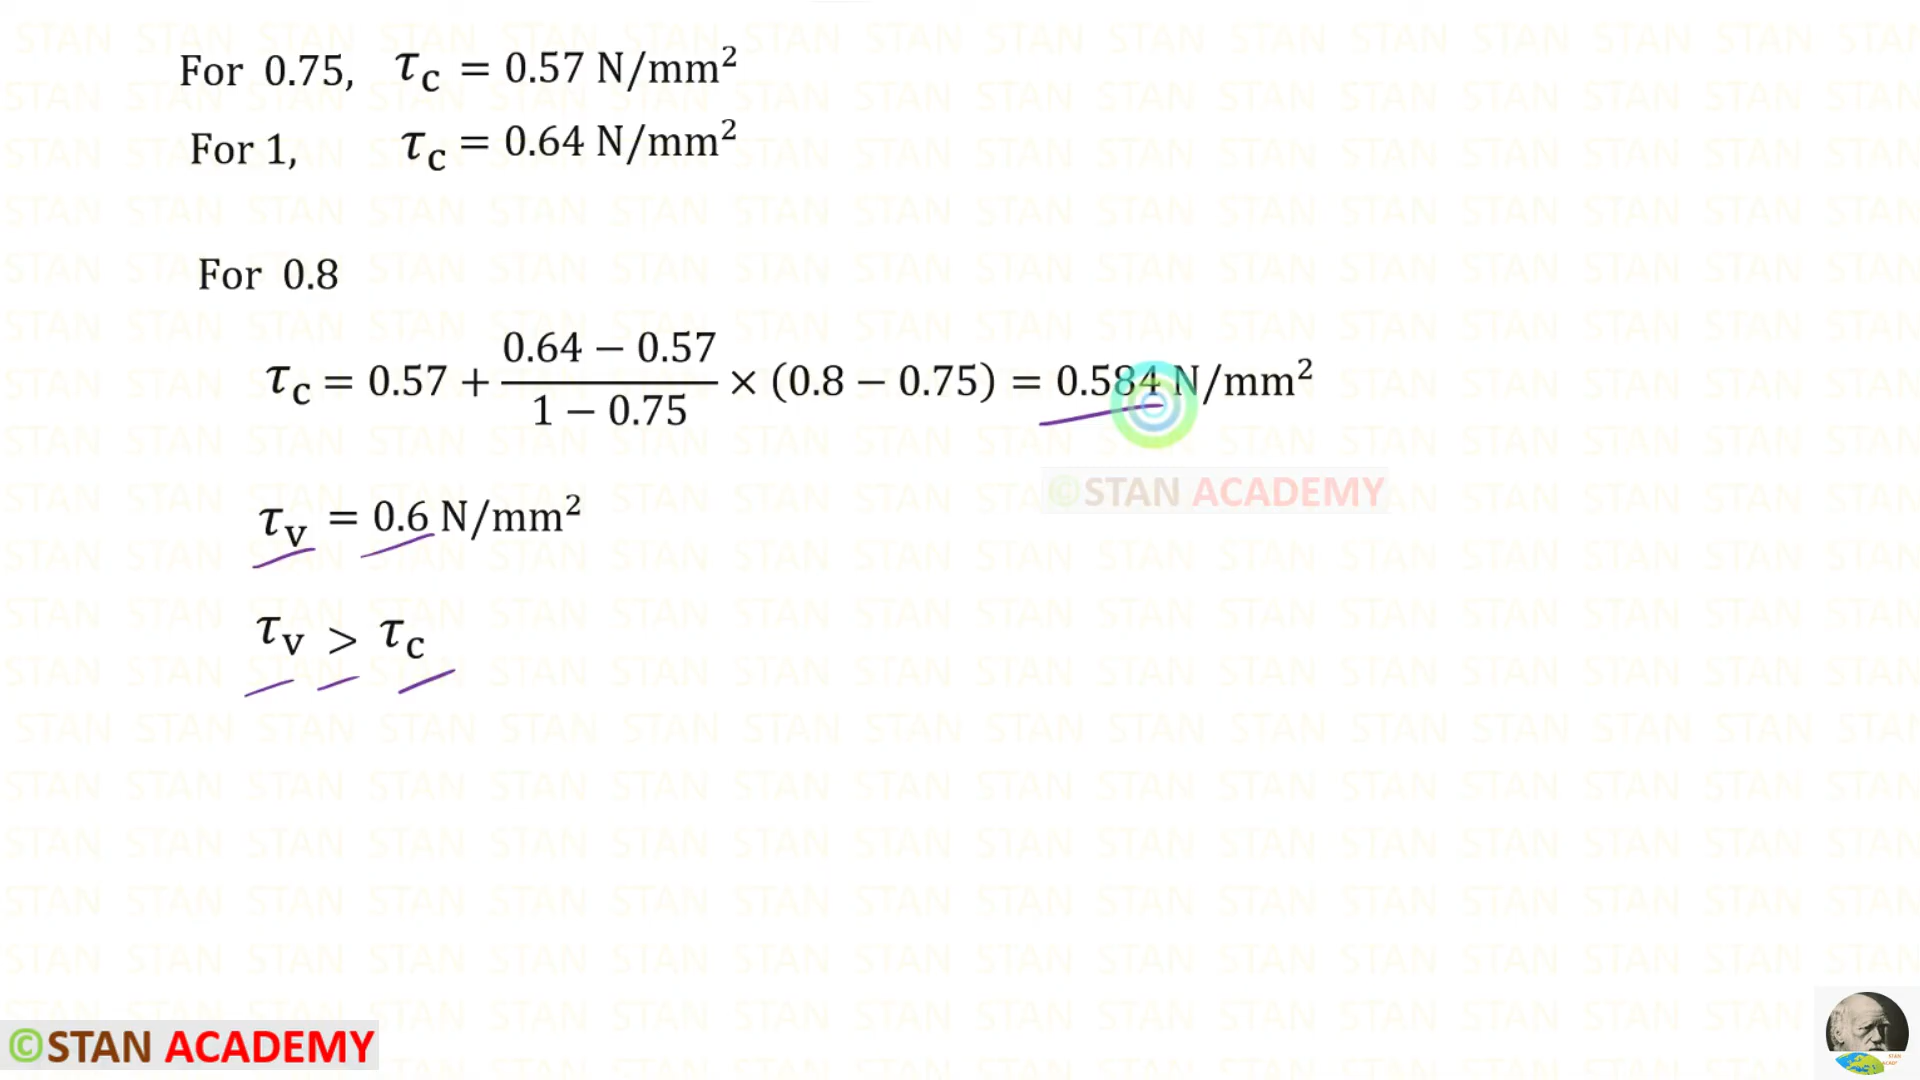 For 0.75, τc = 0.57 N/mm²
For 1, τc = 0.64 N/mm²
For 0.8
τc = 0.57 + (0.64 − 0.57)/(1 − 0.75) × (0.8 − 0.75) = 0.584 N/mm²
©STAN ACADEMY
τv = 0.6 N/mm²
τv > τc
©STAN ACADEMY